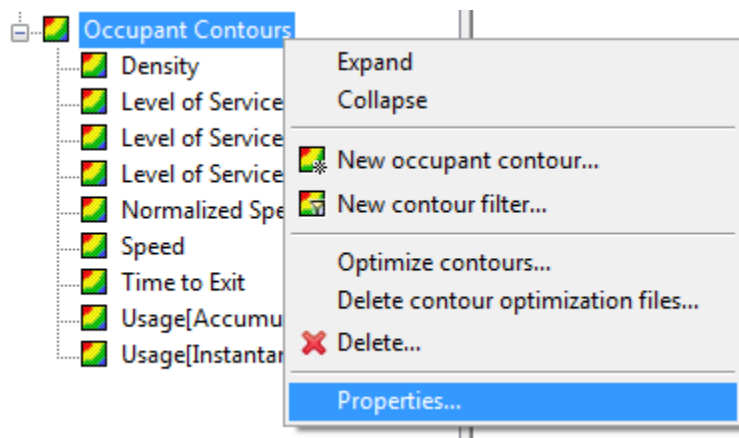 Occupant Contours
Density
Level of Service
Level of Service
Level of Service
Normalized Spe
Speed
Time to Exit
Usage[Accumu
Usage[Instantar
Expand
Collapse
New occupant contour...
New contour filter...
Optimize contours...
Delete contour optimization files...
Delete...
Properties...